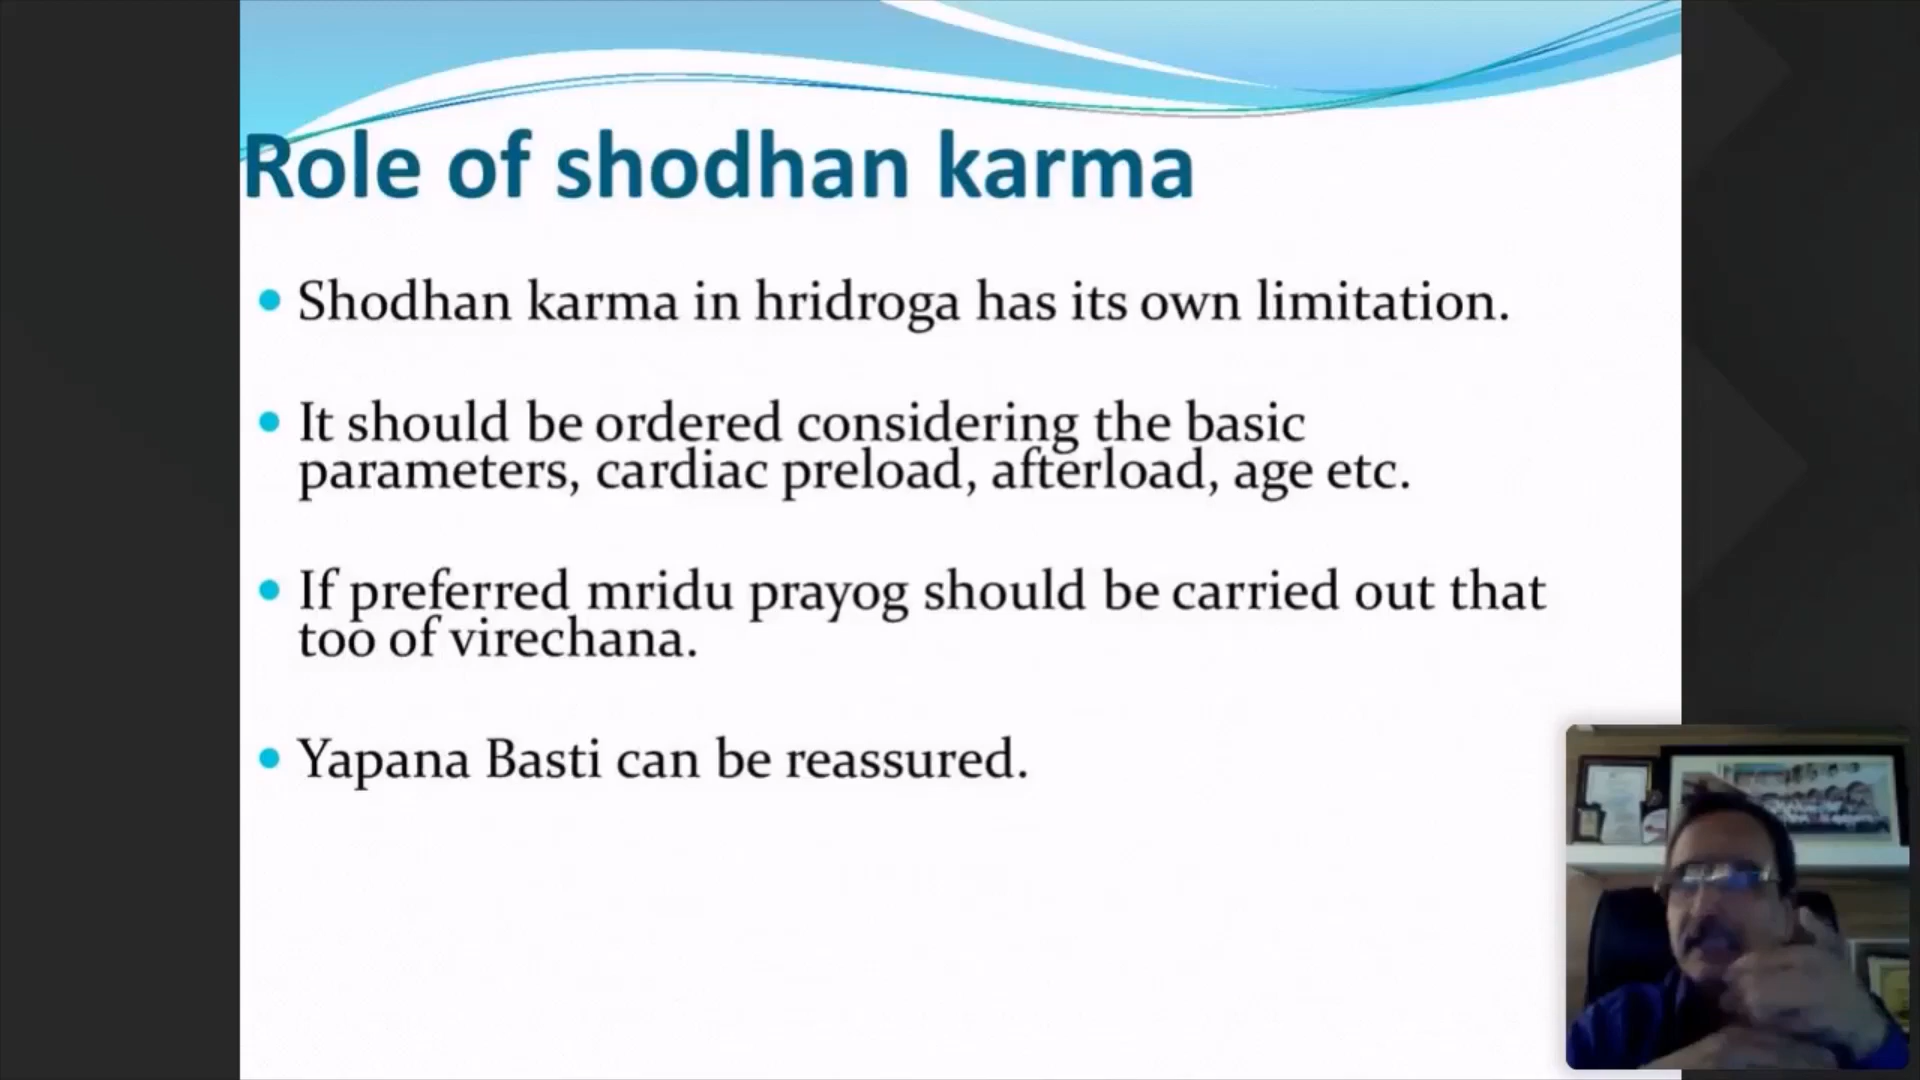 Role of shodhan karma
• Shodhan karma in hridroga has its own limitation.
• It should be ordered considering the basic
parameters, cardiac preload, afterload, age etc.
• If preferred mridu prayog should be carried out that
too of virechana.
• Yapana Basti can be reassured.